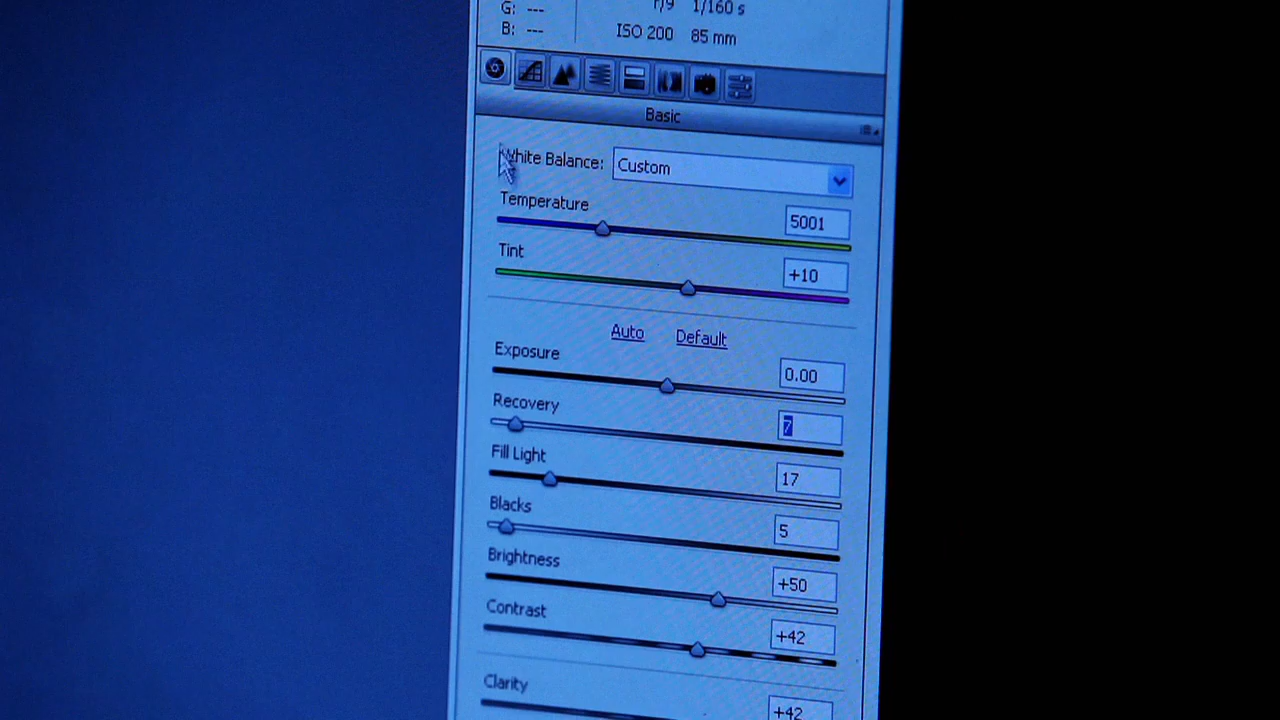 G: --- f/9 1/160 s
B: --- ISO 200 85 mm
Basic
White Balance: Custom
Temperature 5001
Tint +10
Auto Default
Exposure 0.00
Recovery 7
Fill Light 17
Blacks 5
Brightness +50
Contrast +42
Clarity +42